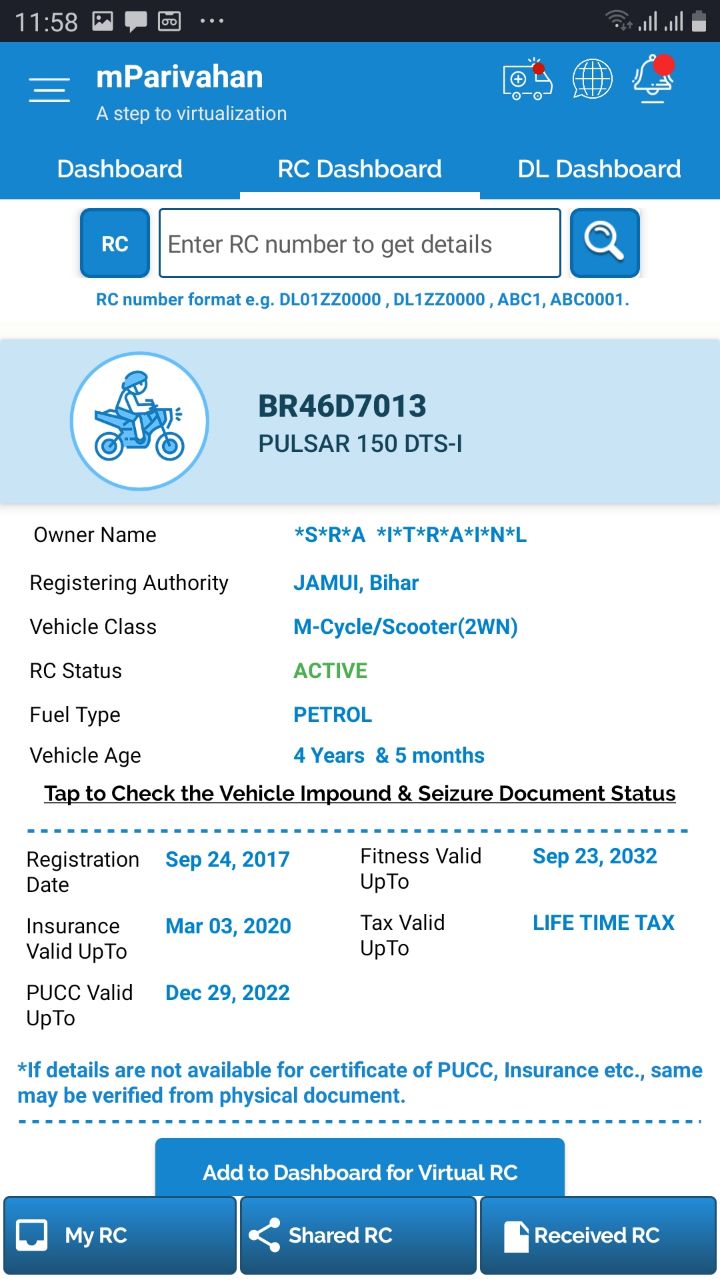 11:58
mParivahan
A step to virtualization
Dashboard RC Dashboard DL Dashboard
RC Enter RC number to get details
RC number format e.g. DL01ZZ0000 , DL1ZZ0000 , ABC1, ABC0001.
BR46D7013
PULSAR 150 DTS-I
Owner Name *S*R*A *I*T*R*A*I*N*L
Registering Authority JAMUI, Bihar
Vehicle Class M-Cycle/Scooter(2WN)
RC Status ACTIVE
Fuel Type PETROL
Vehicle Age 4 Years & 5 months
Tap to Check the Vehicle Impound & Seizure Document Status
Registration Date Sep 24, 2017
Fitness Valid UpTo Sep 23, 2032
Insurance Valid UpTo Mar 03, 2020
Tax Valid UpTo LIFE TIME TAX
PUCC Valid UpTo Dec 29, 2022
*If details are not available for certificate of PUCC, Insurance etc., same
may be verified from physical document.
Add to Dashboard for Virtual RC
My RC Shared RC Received RC